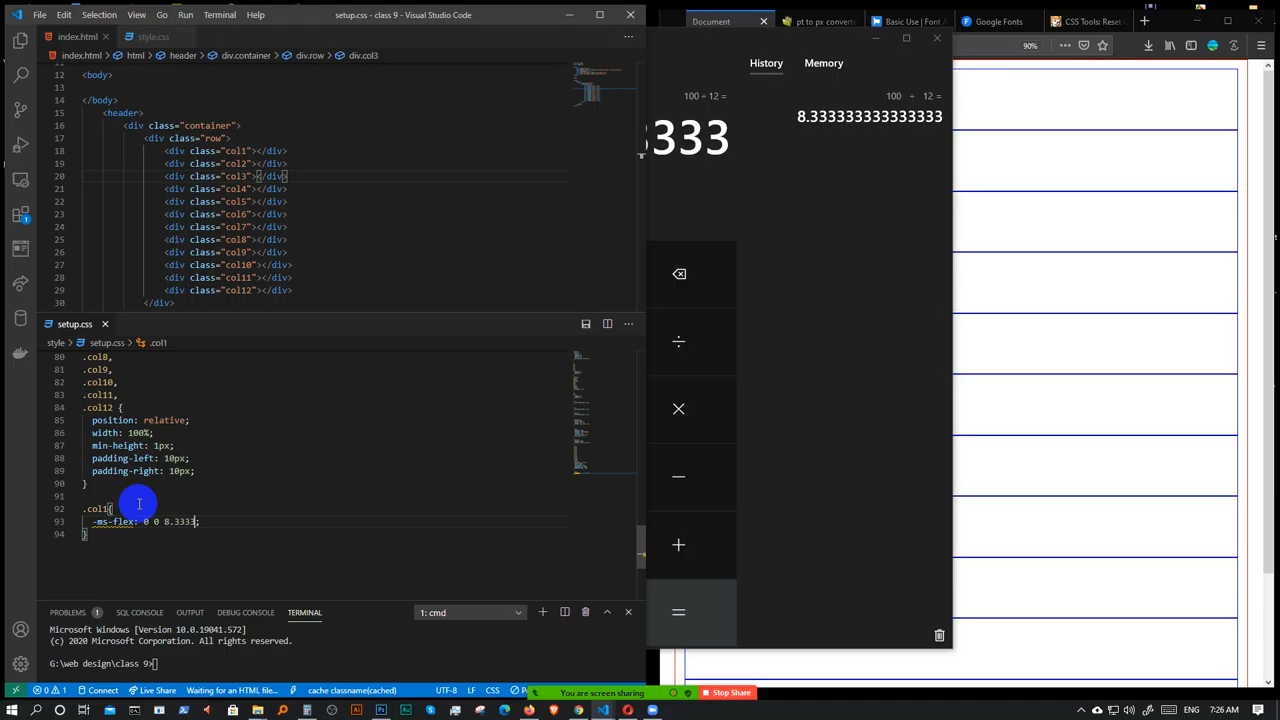 File Edit Selection View Go Run Terminal Help
setup.css - class 9 - Visual Studio Code
index.html
style.css
index.html > html > header > div.container > div.row > div.col3
12 <body>
13
14 </body>
15 <header>
16 <div class="container">
17 <div class="row">
18 <div class="col1"></div>
19 <div class="col2"></div>
20 <div class="col3"></div>
21 <div class="col4"></div>
22 <div class="col5"></div>
23 <div class="col6"></div>
24 <div class="col7"></div>
25 <div class="col8"></div>
26 <div class="col9"></div>
27 <div class="col10"></div>
28 <div class="col11"></div>
29 <div class="col12"></div>
30 </div>
setup.css
style > setup.css > .col1
80 .col8,
81 .col9,
82 .col10,
83 .col11,
84 .col12 {
85 position: relative;
86 width: 100%;
87 min-height: 1px;
88 padding-left: 10px;
89 padding-right: 10px;
90 }
91
92 .col1{
93 -ms-flex: 0 0 8.3333;
94 }
PROBLEMS 1 SQL CONSOLE OUTPUT DEBUG CONSOLE TERMINAL
1: cmd
Microsoft Windows [Version 10.0.19041.572]
(c) 2020 Microsoft Corporation. All rights reserved.
G:\web design\class 9>
0 1 Connect Live Share Waiting for an HTML file... cache classname(cached) UTF-8 LF CSS
You are screen sharing
Stop Share
Document
pt to px converte
Basic Use | Font A
Google Fonts
CSS Tools: Reset
90%
History Memory
100 ÷ 12 =
3333
100 ÷ 12 =
8.333333333333333
ENG 7:26 AM